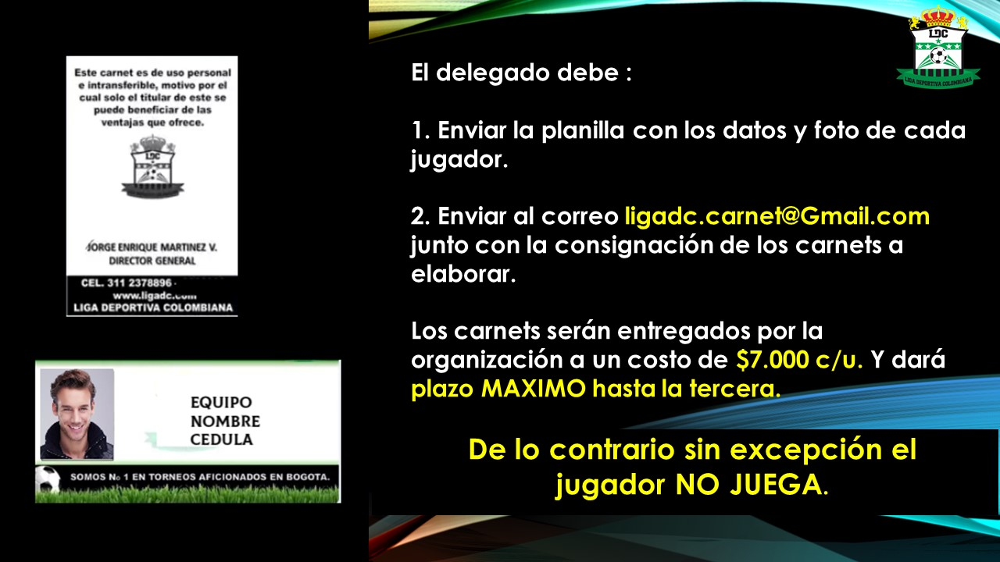 Este carnet es de uso personal
e intransferible, motivo por el
cual solo el titular de este se
puede beneficiar de las
ventajas que ofrece.
LDC
JORGE ENRIQUE MARTINEZ V.
DIRECTOR GENERAL
CEL. 311 2378896
www.ligadc.com
LIGA DEPORTIVA COLOMBIANA
EQUIPO
NOMBRE
CEDULA
SOMOS No 1 EN TORNEOS AFICIONADOS EN BOGOTA.
LDC
LIGA DEPORTIVA COLOMBIANA
El delegado debe :
1. Enviar la planilla con los datos y foto de cada
jugador.
2. Enviar al correo ligadc.carnet@Gmail.com
junto con la consignación de los carnets a
elaborar.
Los carnets serán entregados por la
organización a un costo de $7.000 c/u. Y dará
plazo MAXIMO hasta la tercera.
De lo contrario sin excepción el
jugador NO JUEGA.